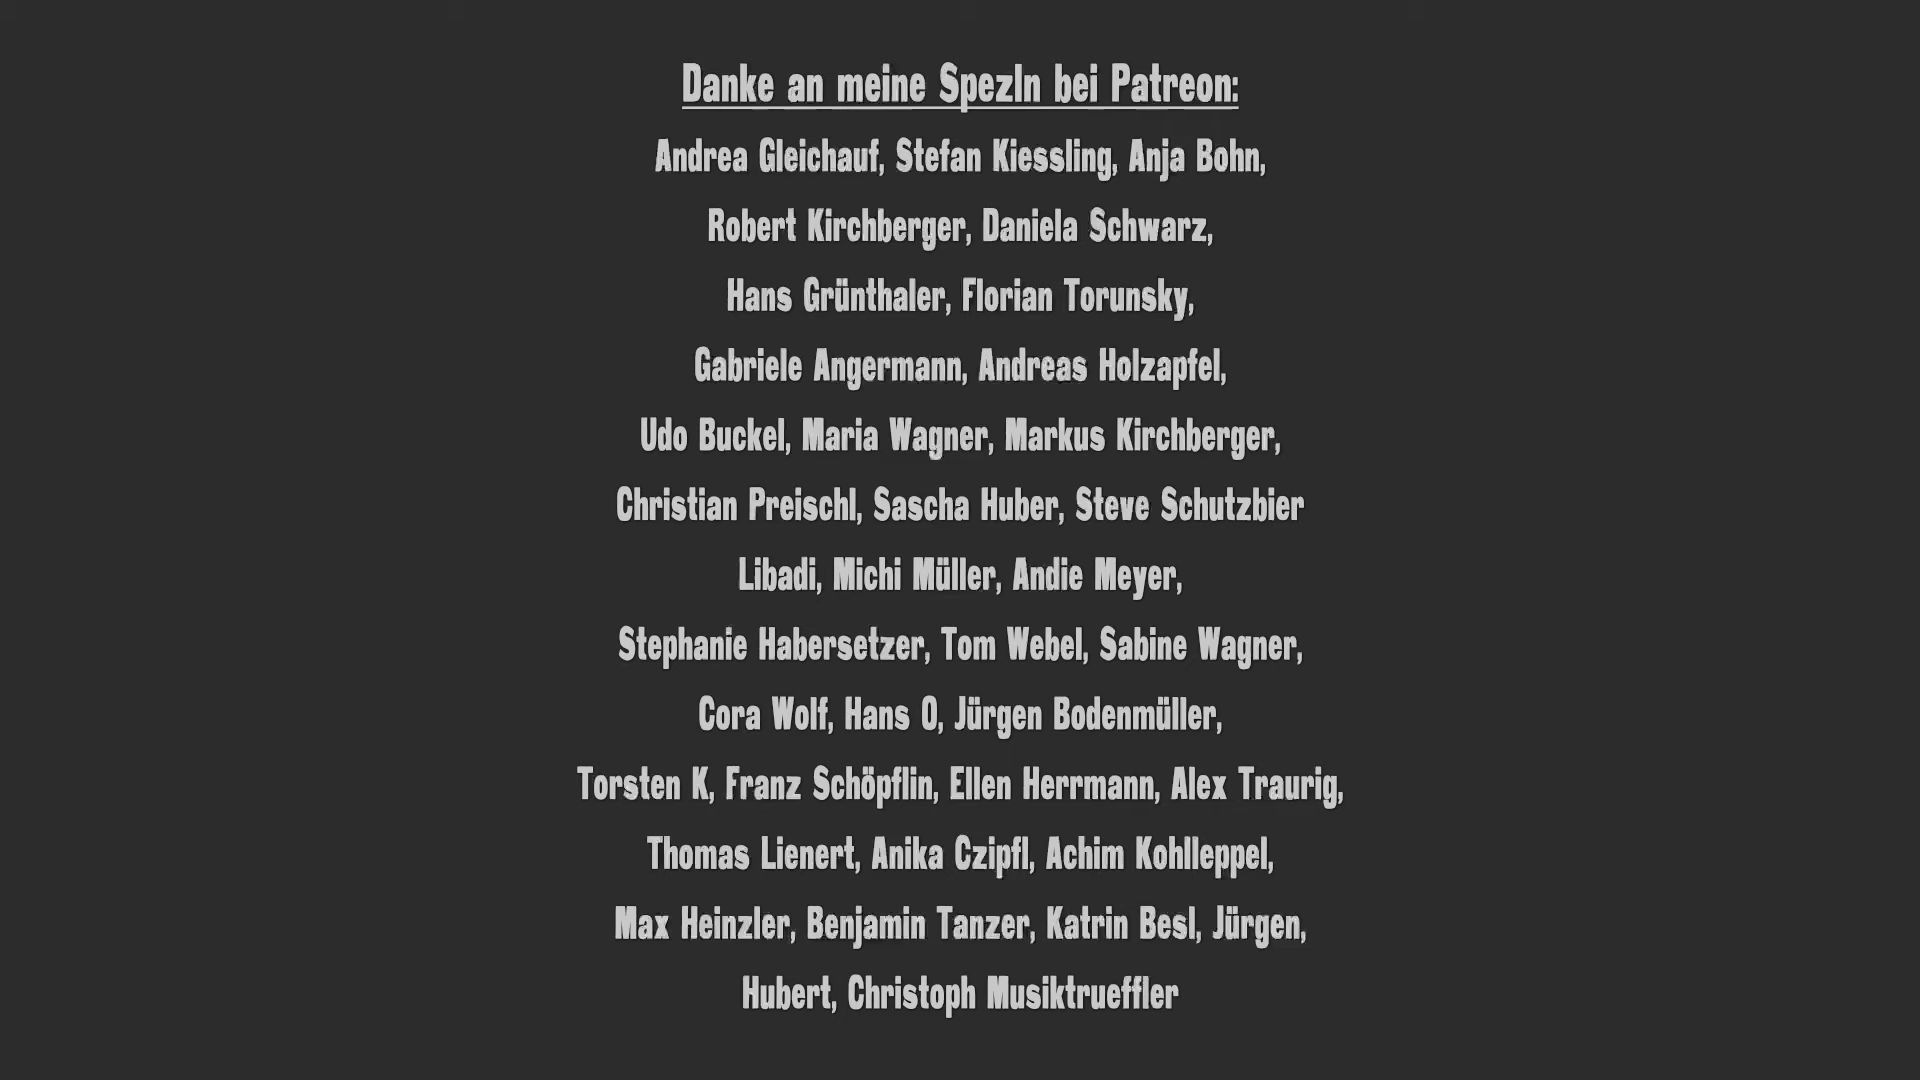 Danke an meine Spezln bei Patreon:
Andrea Gleichauf, Stefan Kiessling, Anja Bohn,
Robert Kirchberger, Daniela Schwarz,
Hans Grünthaler, Florian Torunsky,
Gabriele Angermann, Andreas Holzapfel,
Udo Buckel, Maria Wagner, Markus Kirchberger,
Christian Preischl, Sascha Huber, Steve Schutzbier
Libadi, Michi Müller, Andie Meyer,
Stephanie Habersetzer, Tom Webel, Sabine Wagner,
Cora Wolf, Hans O, Jürgen Bodenmüller,
Torsten K, Franz Schöpflin, Ellen Herrmann, Alex Traurig,
Thomas Lienert, Anika Czipfl, Achim Kohlleppel,
Max Heinzler, Benjamin Tanzer, Katrin Besl, Jürgen,
Hubert, Christoph Musiktrueffler